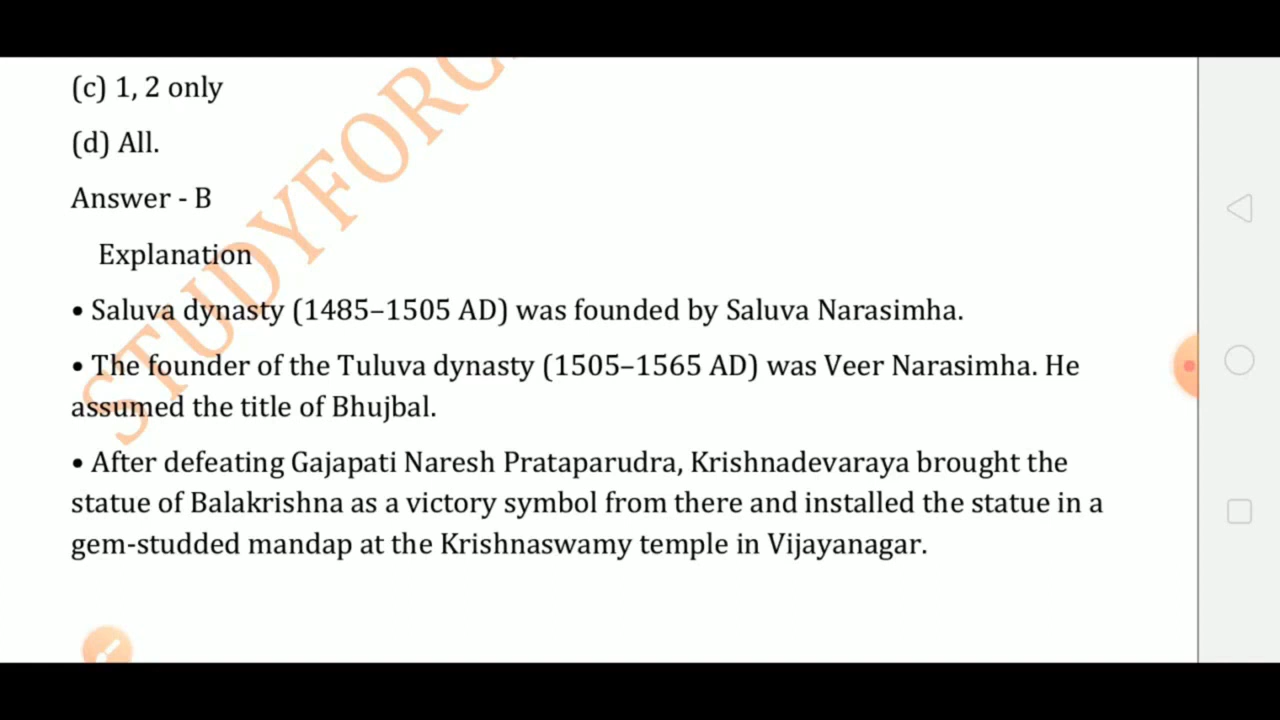 (c) 1, 2 only
(d) All.
Answer - B
Explanation
• Saluva dynasty (1485–1505 AD) was founded by Saluva Narasimha.
• The founder of the Tuluva dynasty (1505–1565 AD) was Veer Narasimha. He
assumed the title of Bhujbal.
• After defeating Gajapati Naresh Prataparudra, Krishnadevaraya brought the
statue of Balakrishna as a victory symbol from there and installed the statue in a
gem-studded mandap at the Krishnaswamy temple in Vijayanagar.
STUDYFORC